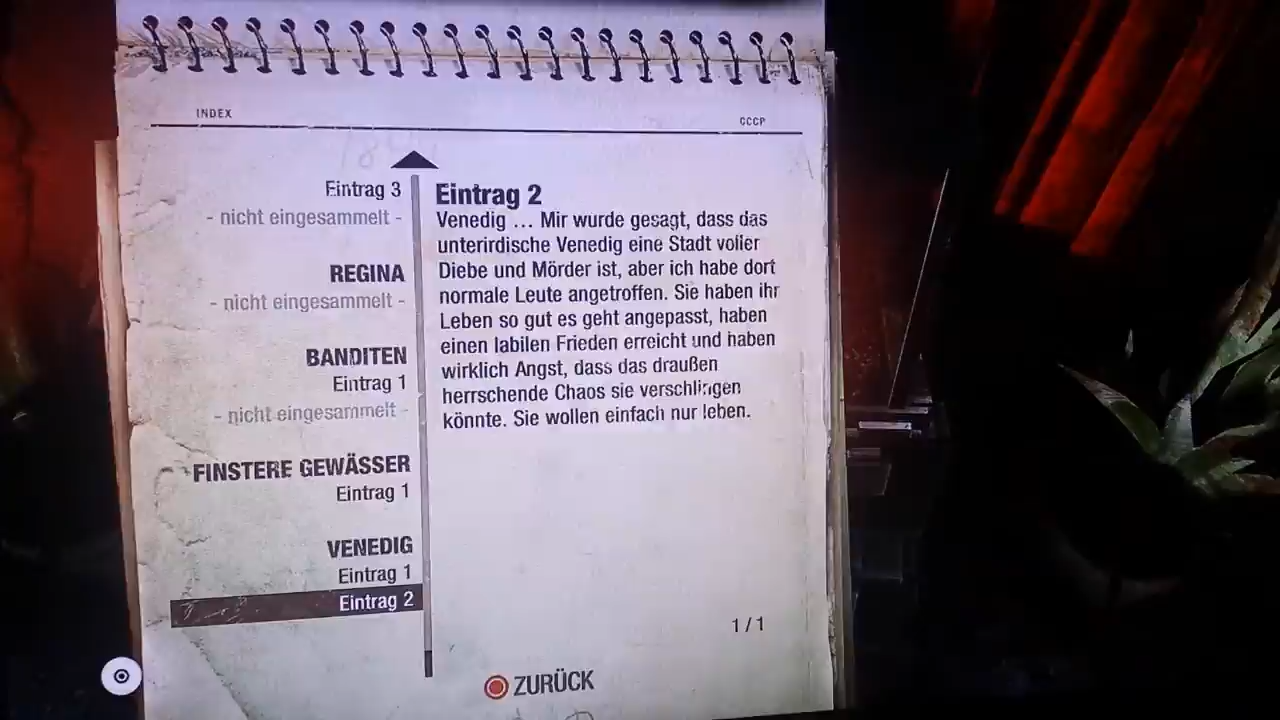 INDEX
CCCP
Eintrag 3
- nicht eingesammelt -
REGINA
- nicht eingesammelt -
BANDITEN
Eintrag 1
- nicht eingesammelt -
FINSTERE GEWÄSSER
Eintrag 1
VENEDIG
Eintrag 1
Eintrag 2
Eintrag 2
Venedig ... Mir wurde gesagt, dass das
unterirdische Venedig eine Stadt voller
Diebe und Mörder ist, aber ich habe dort
normale Leute angetroffen. Sie haben ihr
Leben so gut es geht angepasst, haben
einen labilen Frieden erreicht und haben
wirklich Angst, dass das draußen
herrschende Chaos sie verschlingen
könnte. Sie wollen einfach nur leben.
1 / 1
ZURÜCK